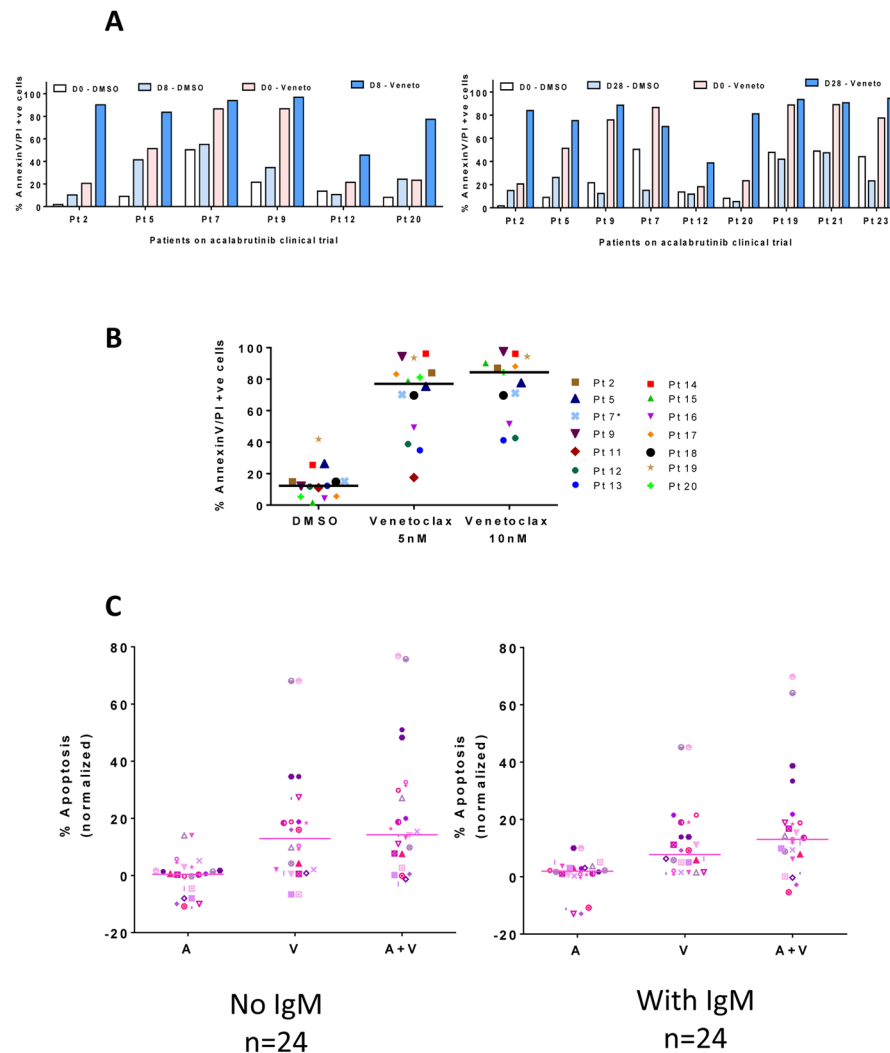 A
% AnnexinV/PI +ve cells
100
80
60
40
20
0
D0 - DMSO D8 - DMSO D0 - Veneto D8 - Veneto
Pt 2 Pt 5 Pt 7 Pt 9 Pt 12 Pt 20
Patients on acalabrutinib clinical trial
% AnnexinV/PI +ve cells
100
80
60
40
20
0
D0 - DMSO D28 - DMSO D0 - Veneto D28 - Veneto
Pt 2 Pt 5 Pt 9 Pt 7 Pt 12 Pt 20 Pt 19 Pt 21 Pt 23
Patients on acalabrutinib clinical trial
B
% AnnexinV/PI +ve cells
100
80
60
40
20
0
DMSO Venetoclax Venetoclax
5nM 10nM
Pt 2 Pt 14
Pt 5 Pt 15
Pt 7* Pt 16
Pt 9 Pt 17
Pt 11 Pt 18
Pt 12 Pt 19
Pt 13 Pt 20
C
% Apoptosis
(normalized)
80
60
40
20
0
-20
A V A + V
No IgM
n=24
% Apoptosis
(normalized)
80
60
40
20
0
-20
A V A + V
With IgM
n=24